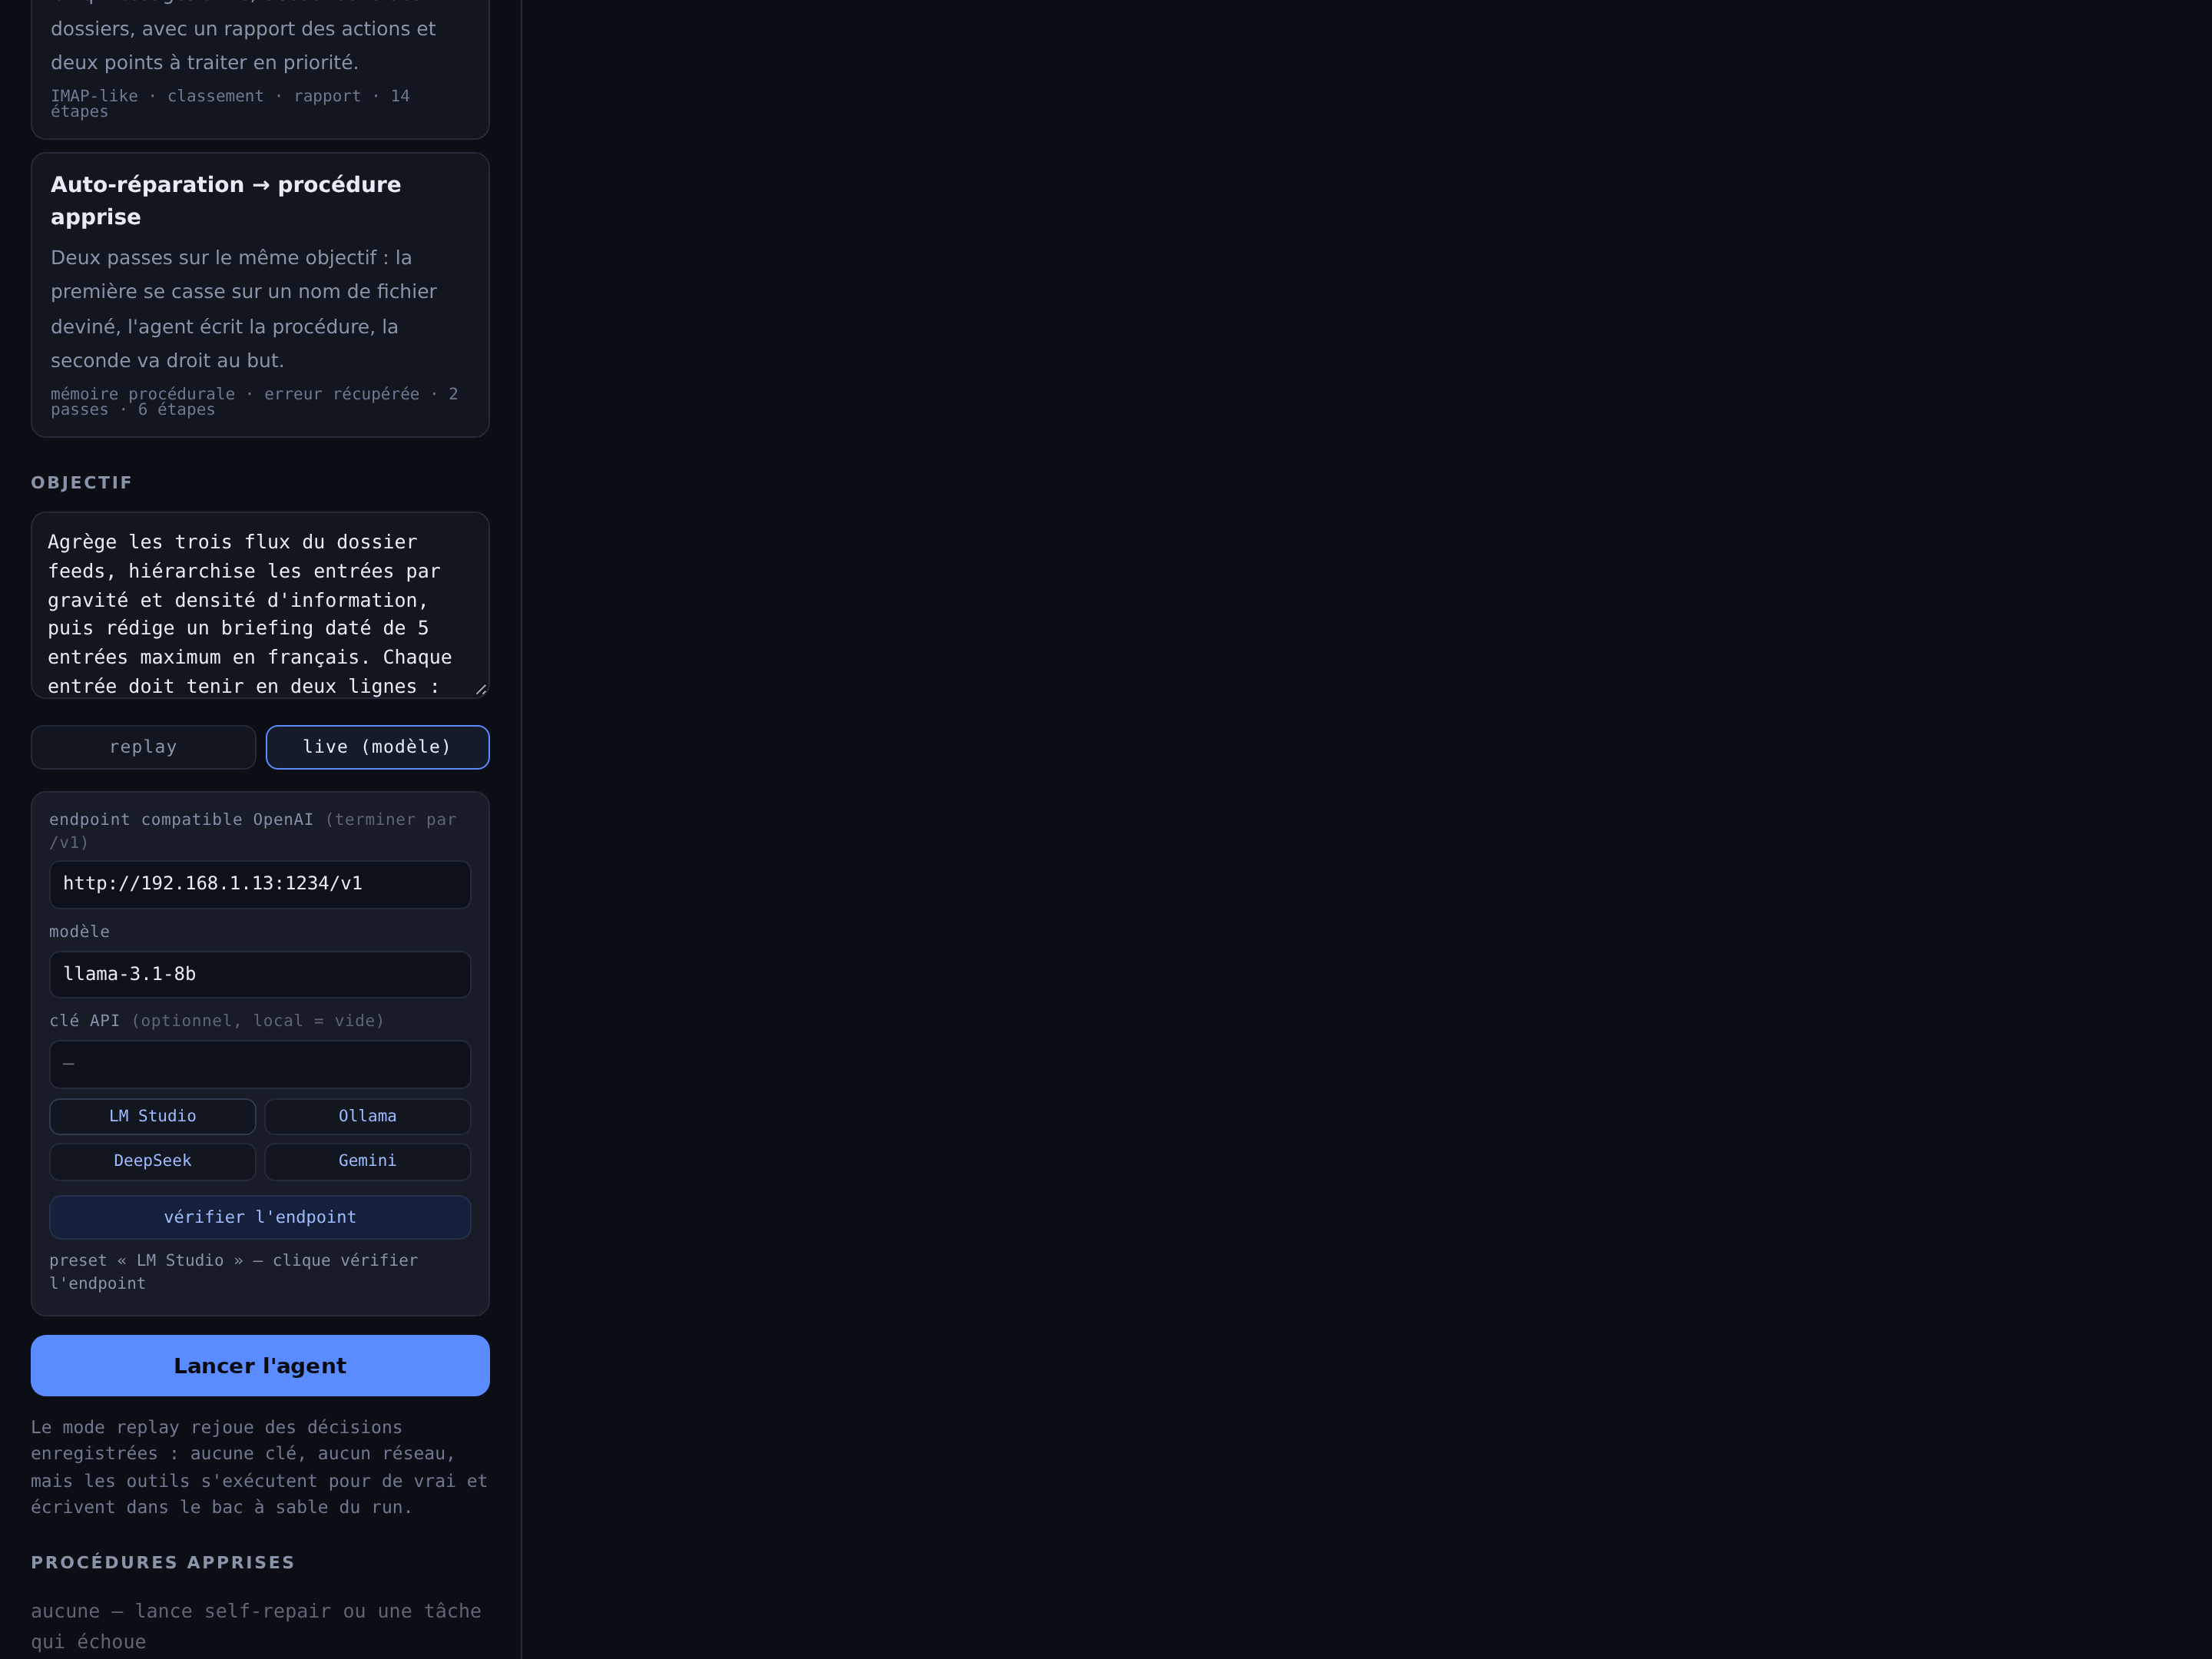 dossiers, avec un rapport des actions et
deux points à traiter en priorité.
IMAP-like · classement · rapport · 14
étapes
Auto-réparation → procédure
apprise
Deux passes sur le même objectif : la
première se casse sur un nom de fichier
deviné, l'agent écrit la procédure, la
seconde va droit au but.
mémoire procédurale · erreur récupérée · 2
passes · 6 étapes
OBJECTIF
Agrège les trois flux du dossier
feeds, hiérarchise les entrées par
gravité et densité d'information,
puis rédige un briefing daté de 5
entrées maximum en français. Chaque
entrée doit tenir en deux lignes :
replay
live (modèle)
endpoint compatible OpenAI (terminer par
/v1)
http://192.168.1.13:1234/v1
modèle
llama-3.1-8b
clé API (optionnel, local = vide)
—
LM Studio
Ollama
DeepSeek
Gemini
vérifier l'endpoint
preset « LM Studio » — clique vérifier
l'endpoint
Lancer l'agent
Le mode replay rejoue des décisions
enregistrées : aucune clé, aucun réseau,
mais les outils s'exécutent pour de vrai et
écrivent dans le bac à sable du run.
PROCÉDURES APPRISES
aucune — lance self-repair ou une tâche
qui échoue